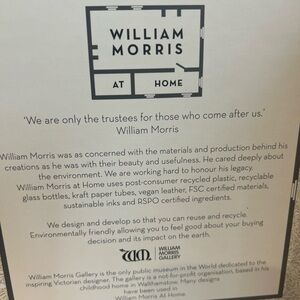 WILLIAM
MORRIS
AT HOME
"We are only the trustees for those who come after us."
William Morris
William Morris was as concerned with the materials and production behind his
creations as he was with their beauty and usefulness. He cared deeply about
the environment. We are working hard to honour his legacy.
William Morris at Home uses post-consumer recycled plastic, recyclable
glass bottles, kraft paper tubes, vegan leather, FSC certified materials,
sustainable inks and RSPO certified ingredients.
We design and develop so that you can reuse and recycle.
Environmentally friendly allowing you to feel good about your buying
decision and its impact on the earth.
WM
WILLIAM
MORRIS
GALLERY
William Morris Gallery is the only public museum in the World dedicated to the
inspiring Victorian designer. The gallery is a not-for-profit organisation, based in his
childhood home in Walthamstow. Many designs
have been used in
William Morris At Home.